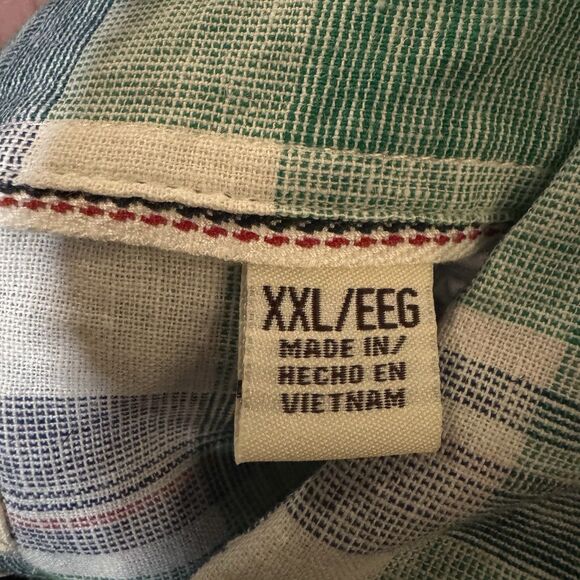 XXL/EEG
MADE IN/
HECHO EN
VIETNAM